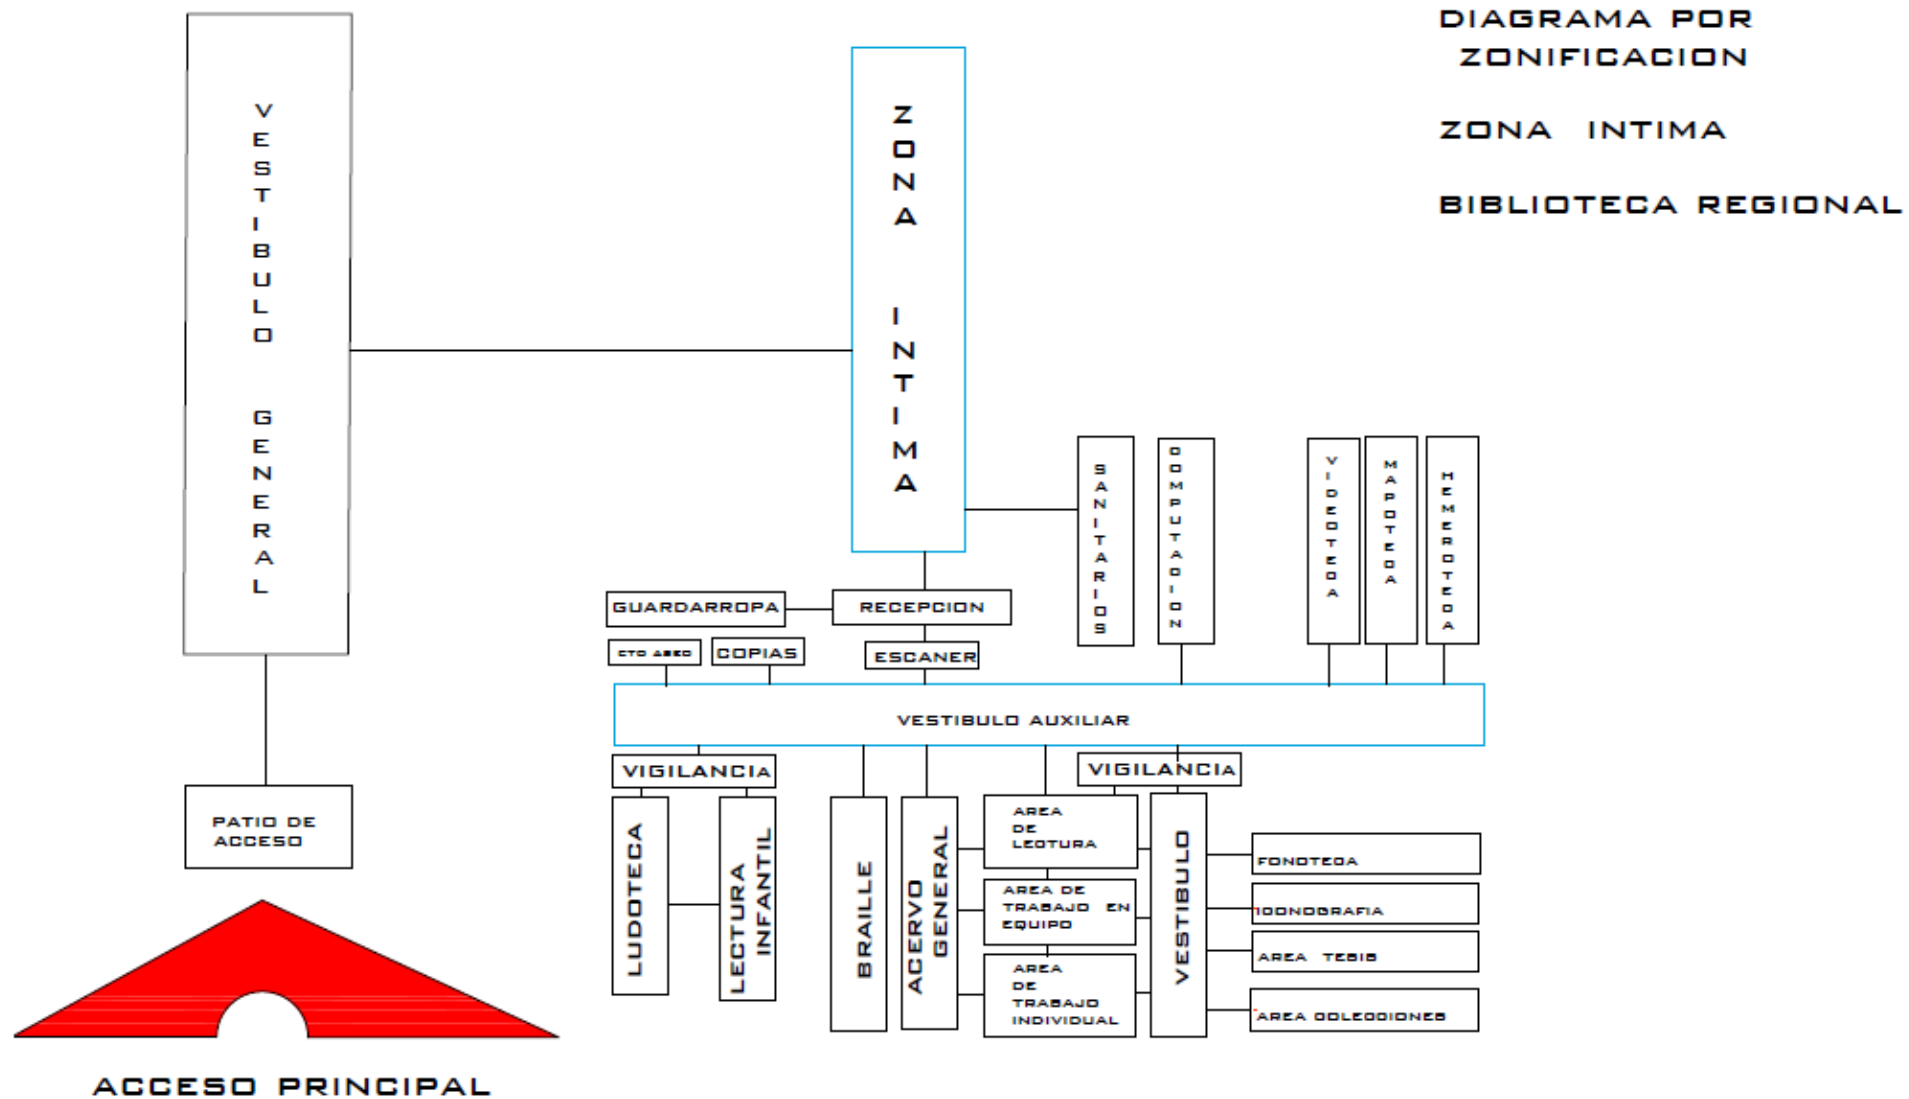 DIAGRAMA POR
ZONIFICACION
ZONA INTIMA
BIBLIOTECA REGIONAL
VESTIBULO GENERAL
ZONA INTIMA
SANITARIOS
COMPUTACION
VIDEOTECA
MAPOTECA
HEMEROTECA
GUARDARROPA
RECEPCION
CTO ASEO
COPIAS
ESCANER
VESTIBULO AUXILIAR
VIGILANCIA
VIGILANCIA
PATIO DE
ACCESO
LUDOTECA
LECTURA
INFANTIL
BRAILLE
ACERVO
GENERAL
AREA
DE
LECTURA
AREA DE
TRABAJO EN
EQUIPO
AREA
DE
TRABAJO
INDIVIDUAL
VESTIBULO
FONOTECA
ICONOGRAFIA
AREA TESIS
AREA COLECCIONES
ACCESO PRINCIPAL